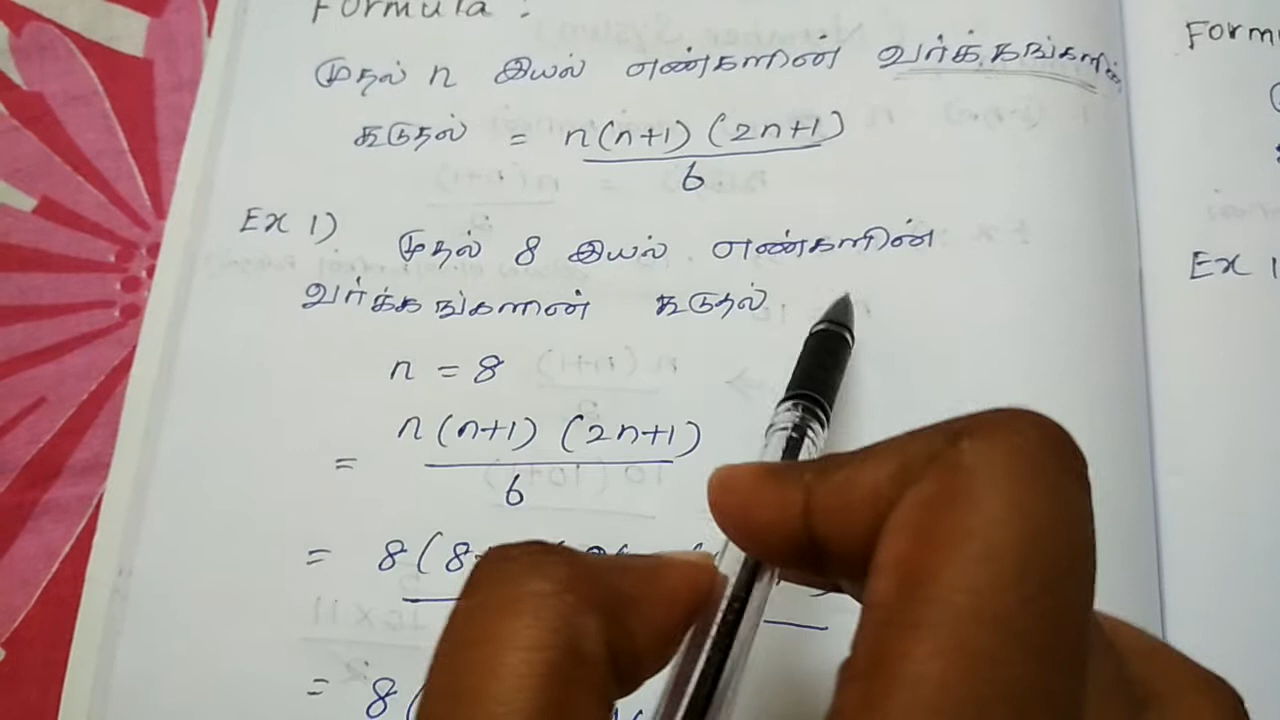 Formula :
முதல் n இயல் எண்களின் வர்க்கங்களின்
கூடுதல் = n(n+1) (2n+1)
6
Ex 1) முதல் 8 இயல் எண்களின்
வர்க்கங்களின் கூடுதல்
n = 8
= n(n+1) (2n+1)
6
= 8(8+
= 8(
Form
Ex 1